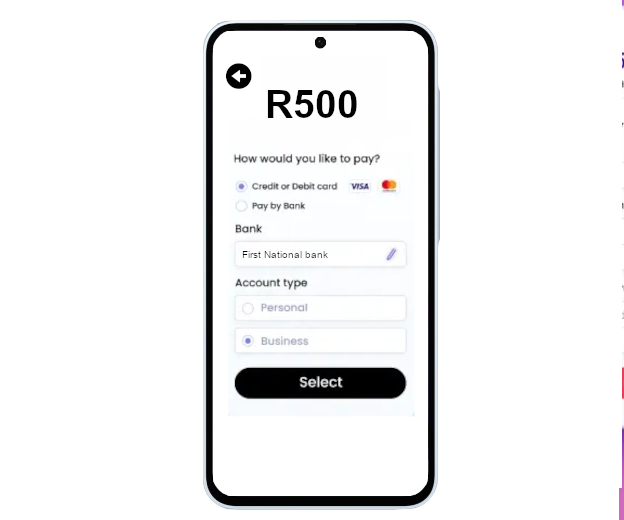 R500
How would you like to pay?
Credit or Debit card VISA
Pay by Bank
Bank
First National bank
Account type
Personal
Business
Select